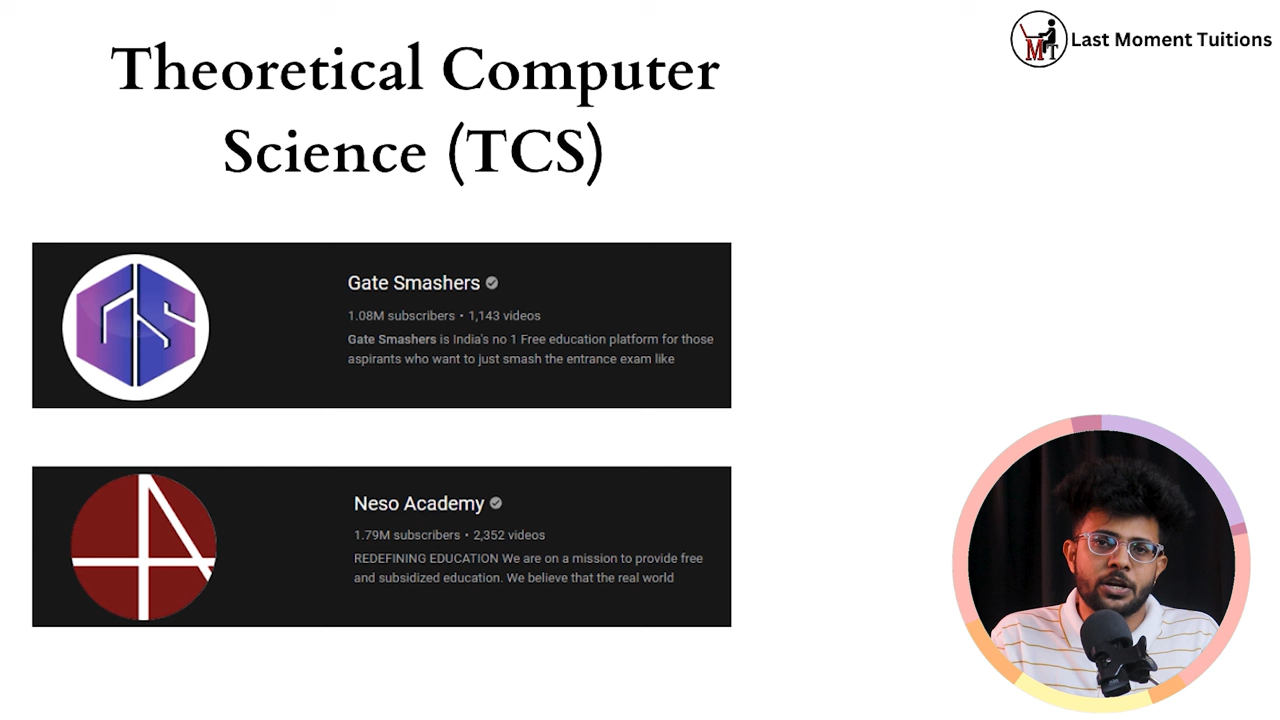 Theoretical Computer
Science (TCS)
MT
Last Moment Tuitions
GS
Gate Smashers
1.08M subscribers • 1,143 videos
Gate Smashers is India's no 1 Free education platform for those
aspirants who want to just smash the entrance exam like
Neso Academy
1.79M subscribers • 2,352 videos
REDEFINING EDUCATION We are on a mission to provide free
and subsidized education. We believe that the real world